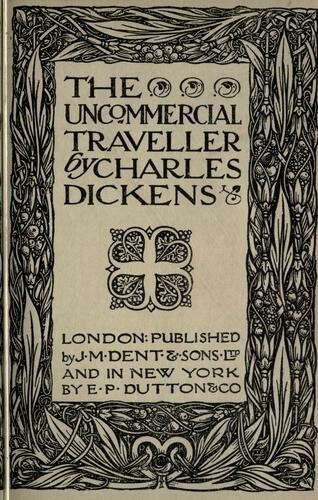 THE
UNCOMMERCIAL
TRAVELLER
by CHARLES
DICKENS
LONDON: PUBLISHED
by J. M. DENT & SONS LTD
AND IN NEW YORK
BY E. P. DUTTON & CO